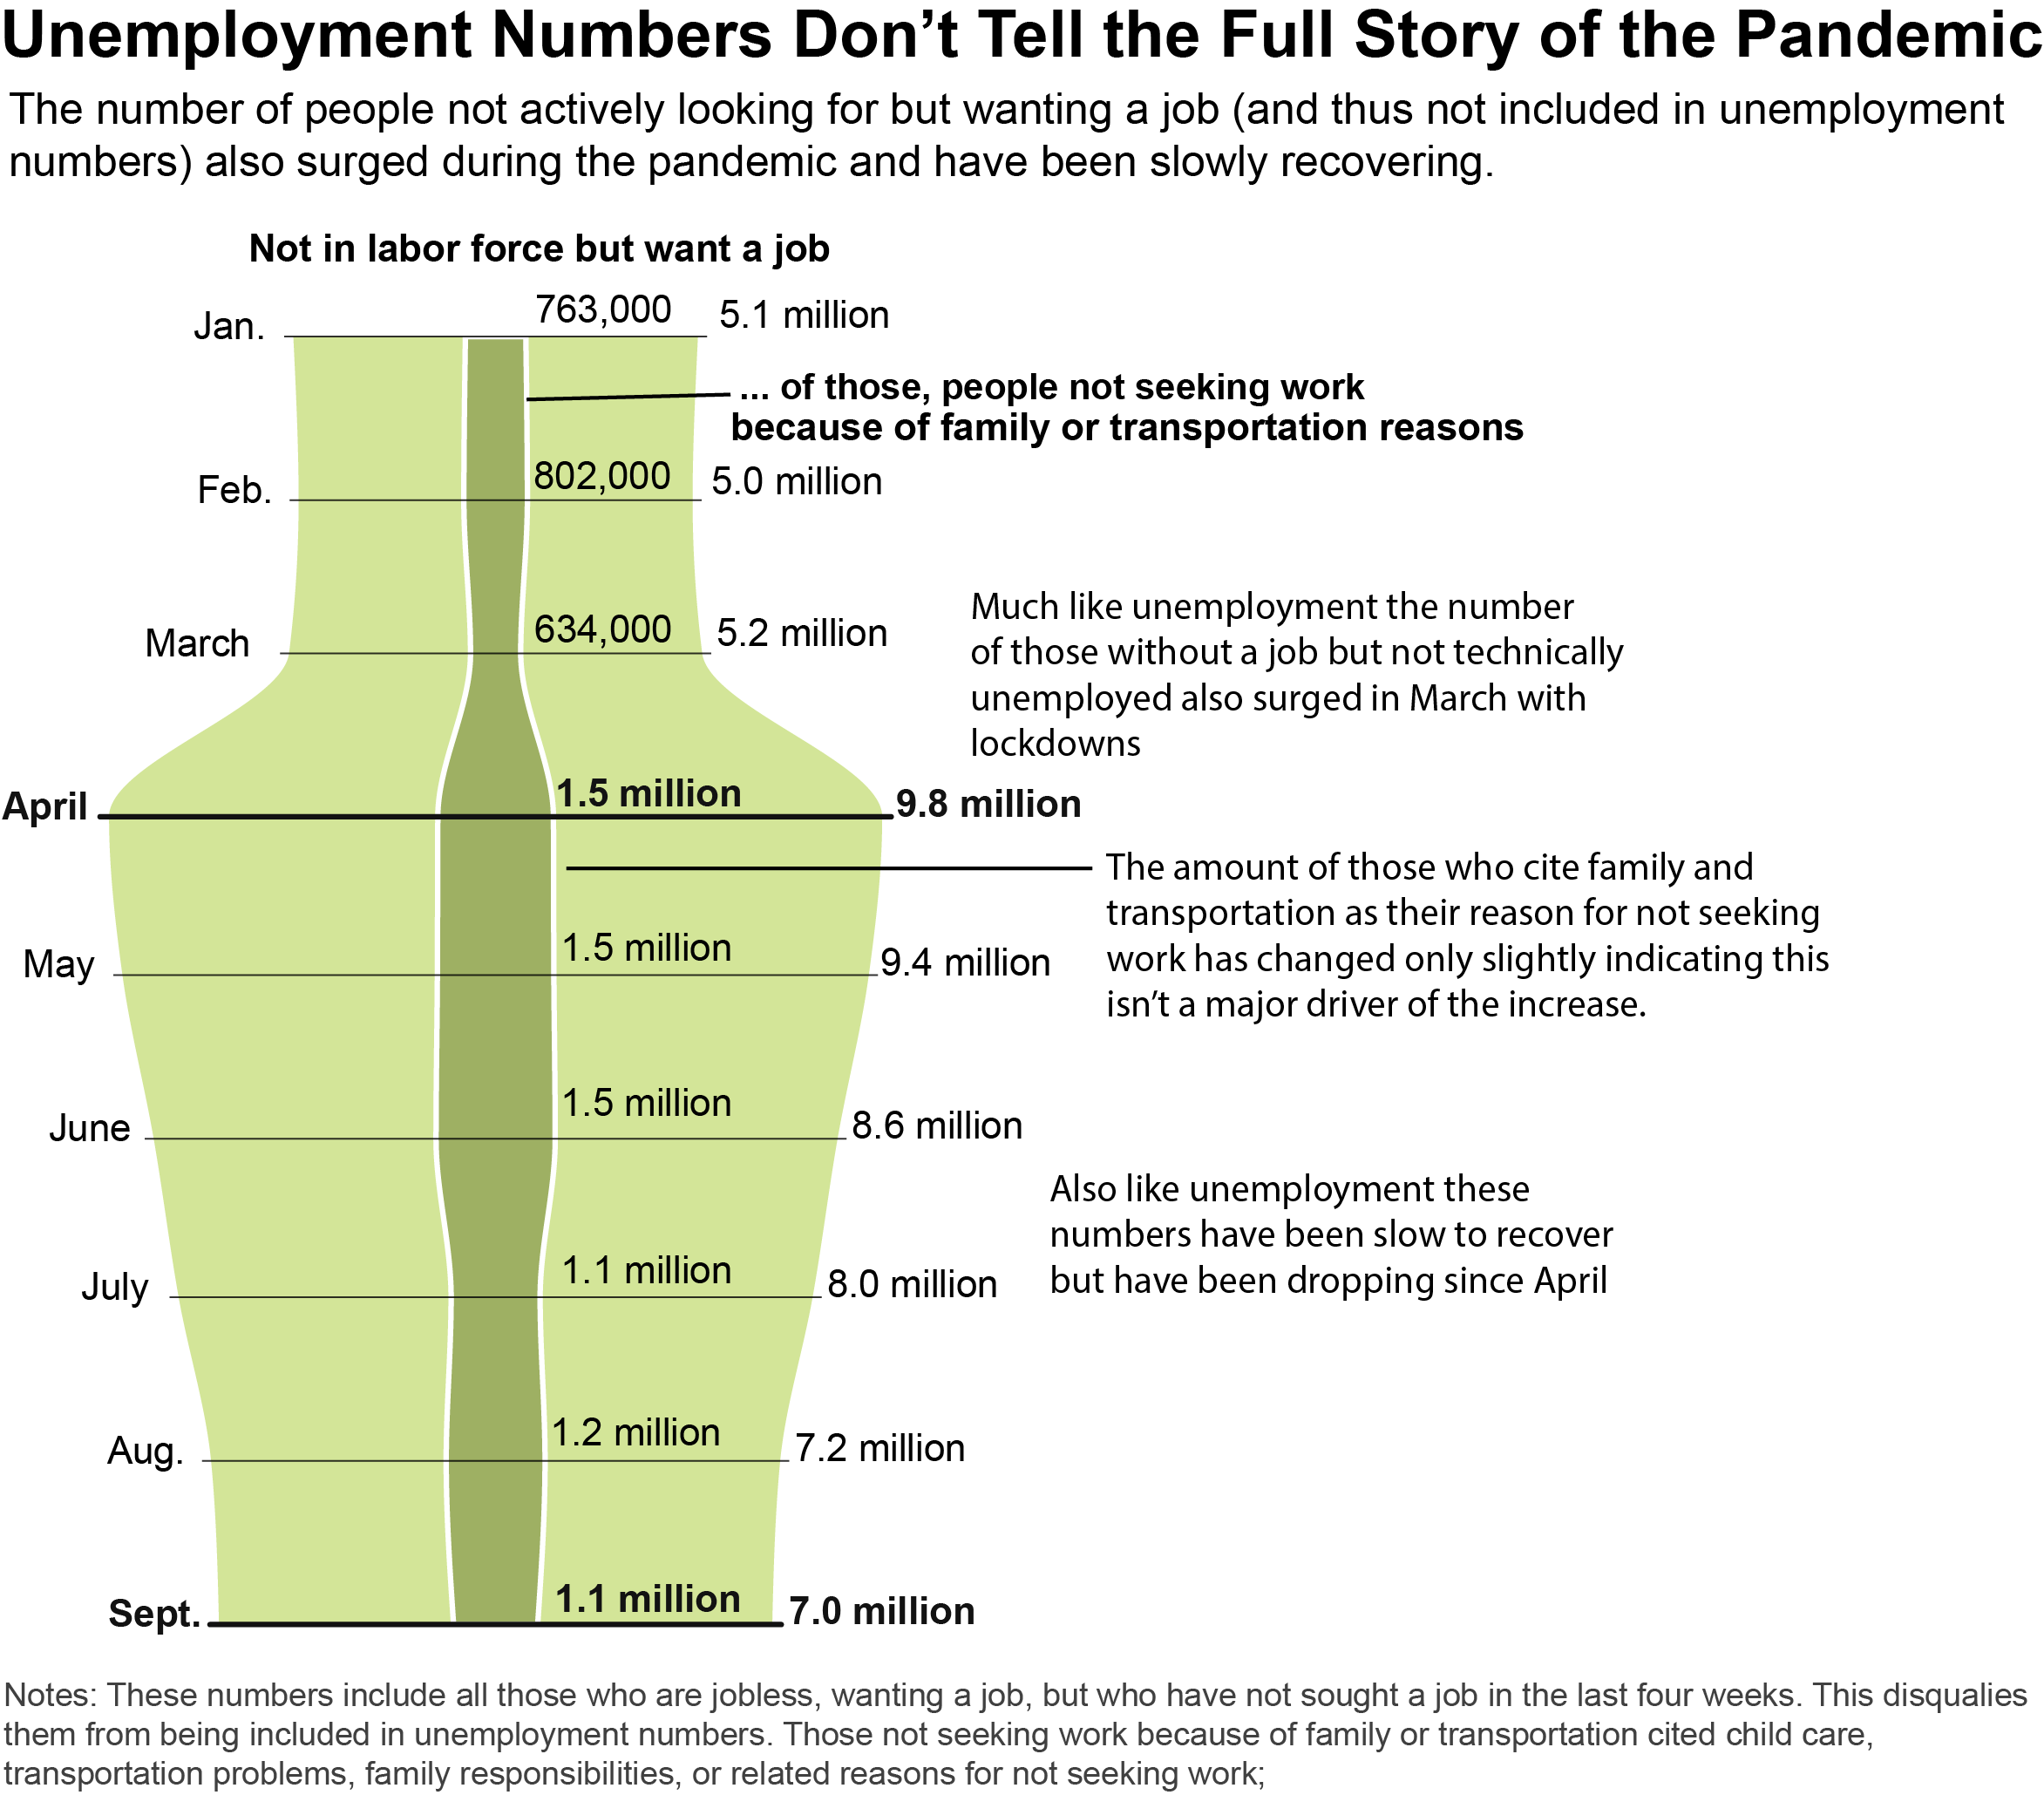 Unemployment Numbers Don’t Tell the Full Story of the Pandemic
The number of people not actively looking for but wanting a job (and thus not included in unemployment
numbers) also surged during the pandemic and have been slowly recovering.
Not in labor force but want a job
Jan. 763,000 5.1 million
... of those, people not seeking work
because of family or transportation reasons
Feb. 802,000 5.0 million
March 634,000 5.2 million
Much like unemployment the number
of those without a job but not technically
unemployed also surged in March with
lockdowns
April 1.5 million 9.8 million
The amount of those who cite family and
transportation as their reason for not seeking
work has changed only slightly indicating this
isn’t a major driver of the increase.
May 1.5 million 9.4 million
June 1.5 million 8.6 million
Also like unemployment these
numbers have been slow to recover
but have been dropping since April
July 1.1 million 8.0 million
Aug. 1.2 million 7.2 million
Sept. 1.1 million 7.0 million
Notes: These numbers include all those who are jobless, wanting a job, but who have not sought a job in the last four weeks. This disqualies
them from being included in unemployment numbers. Those not seeking work because of family or transportation cited child care,
transportation problems, family responsibilities, or related reasons for not seeking work;